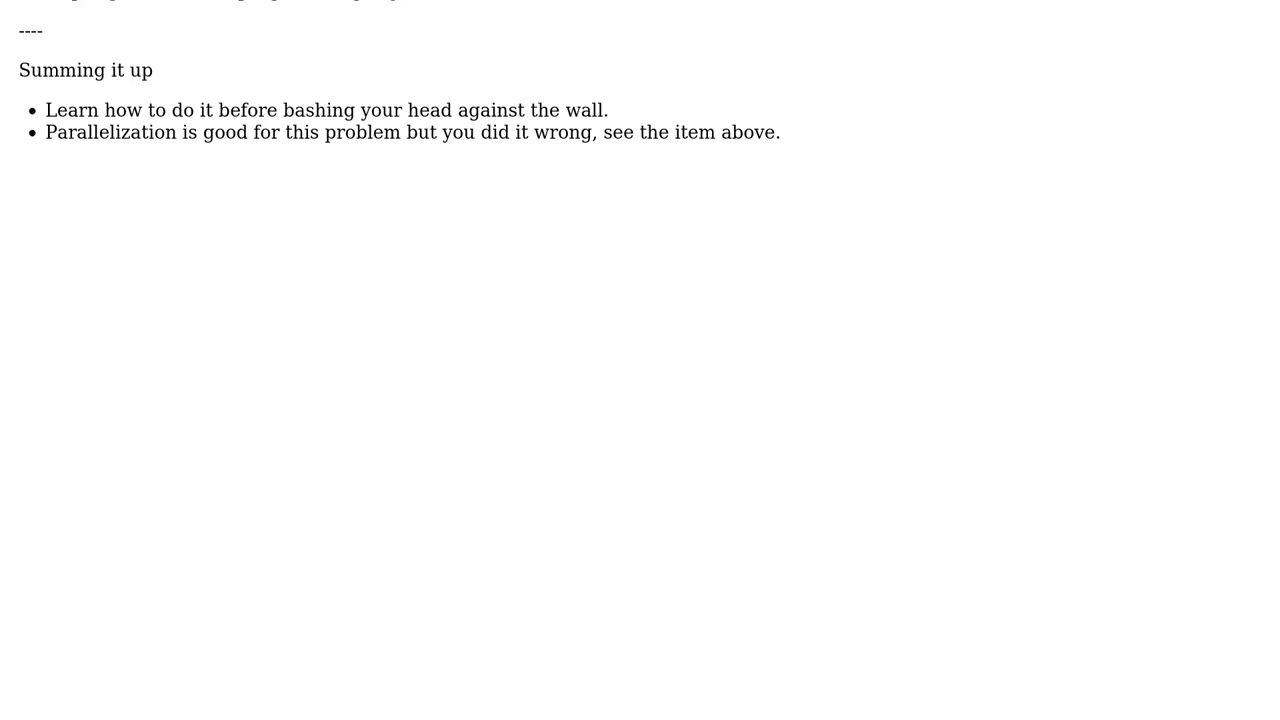 ----
Summing it up
• Learn how to do it before bashing your head against the wall.
• Parallelization is good for this problem but you did it wrong, see the item above.